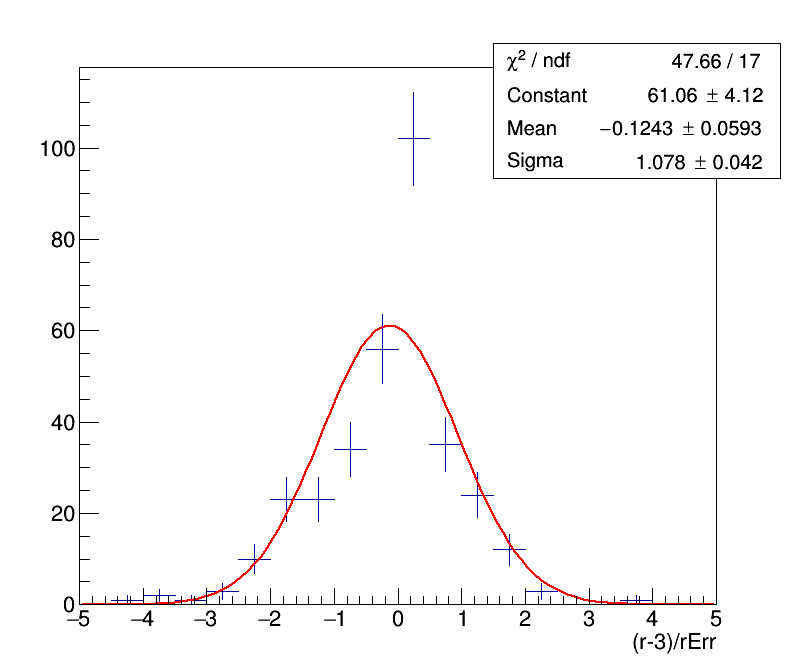 χ² / ndf 47.66 / 17
Constant 61.06 ± 4.12
Mean −0.1243 ± 0.0593
Sigma 1.078 ± 0.042
100
80
60
40
20
0
−5 −4 −3 −2 −1 0 1 2 3 4 5
(r-3)/rErr